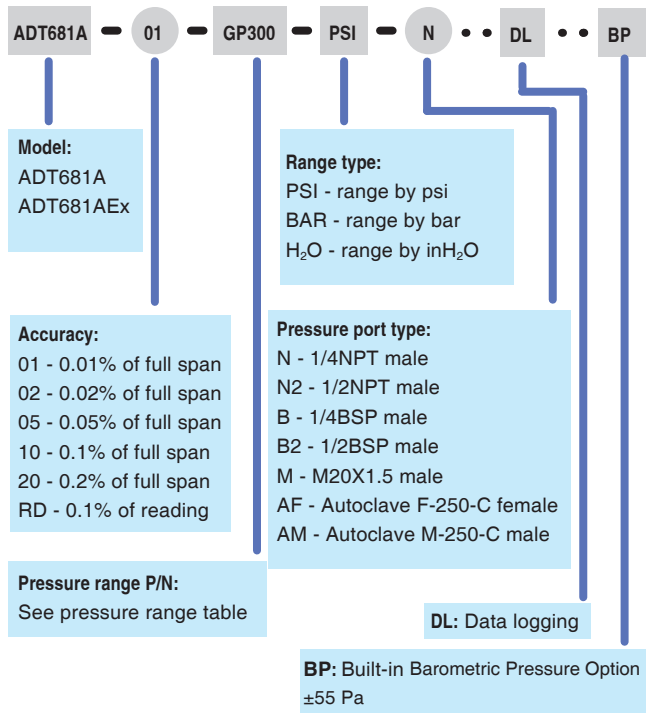 ADT681A - 01 - GP300 - PSI - N • • DL • • BP
Model:
ADT681A
ADT681AEx
Range type:
PSI - range by psi
BAR - range by bar
H₂O - range by inH₂O
Accuracy:
01 - 0.01% of full span
02 - 0.02% of full span
05 - 0.05% of full span
10 - 0.1% of full span
20 - 0.2% of full span
RD - 0.1% of reading
Pressure port type:
N - 1/4NPT male
N2 - 1/2NPT male
B - 1/4BSP male
B2 - 1/2BSP male
M - M20X1.5 male
AF - Autoclave F-250-C female
AM - Autoclave M-250-C male
Pressure range P/N:
See pressure range table
DL: Data logging
BP: Built-in Barometric Pressure Option
±55 Pa